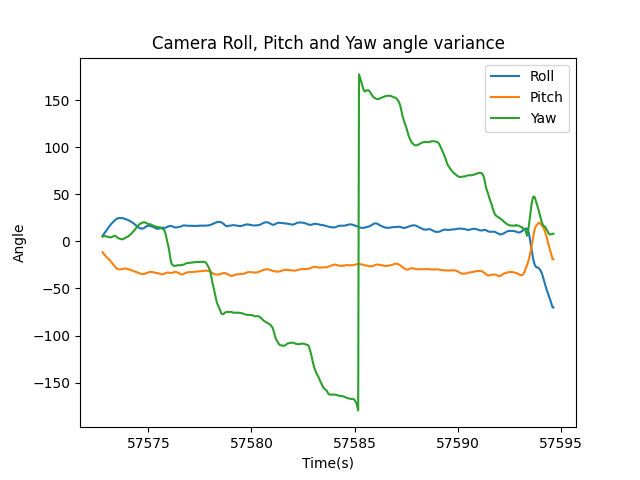 Camera Roll, Pitch and Yaw angle variance
Roll
Pitch
Yaw
150
100
50
0
−50
−100
−150
Angle
57575
57580
57585
57590
57595
Time(s)